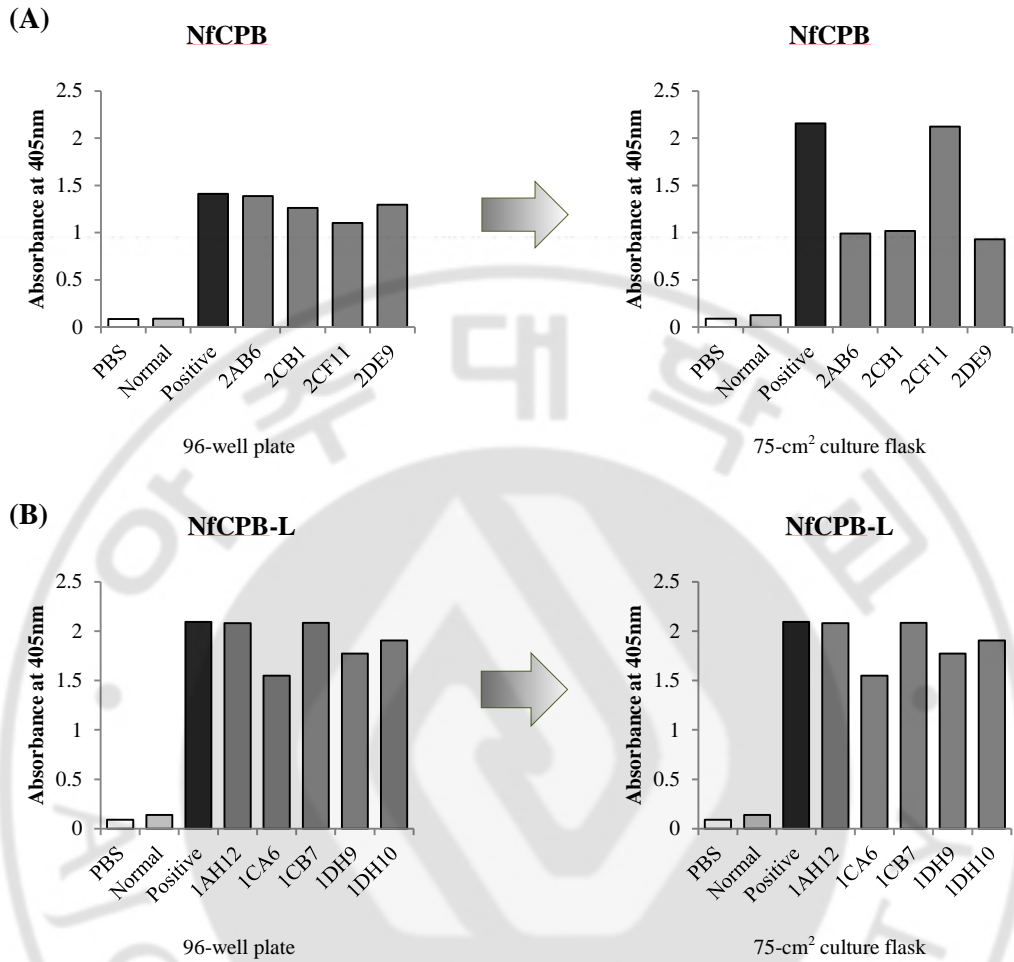 (A)
NfCPB
Absorbance at 405nm
2.5
2
1.5
1
0.5
0
PBS
Normal
Positive
2AB6
2CB1
2CF11
2DE9
96-well plate
NfCPB
Absorbance at 405nm
2.5
2
1.5
1
0.5
0
PBS
Normal
Positive
2AB6
2CB1
2CF11
2DE9
75-cm² culture flask
(B)
NfCPB-L
Absorbance at 405nm
2.5
2
1.5
1
0.5
0
PBS
Normal
Positive
1AH12
1CA6
1CB7
1DH9
1DH10
96-well plate
NfCPB-L
Absorbance at 405nm
2.5
2
1.5
1
0.5
0
PBS
Normal
Positive
1AH12
1CA6
1CB7
1DH9
1DH10
75-cm² culture flask
아주대학교